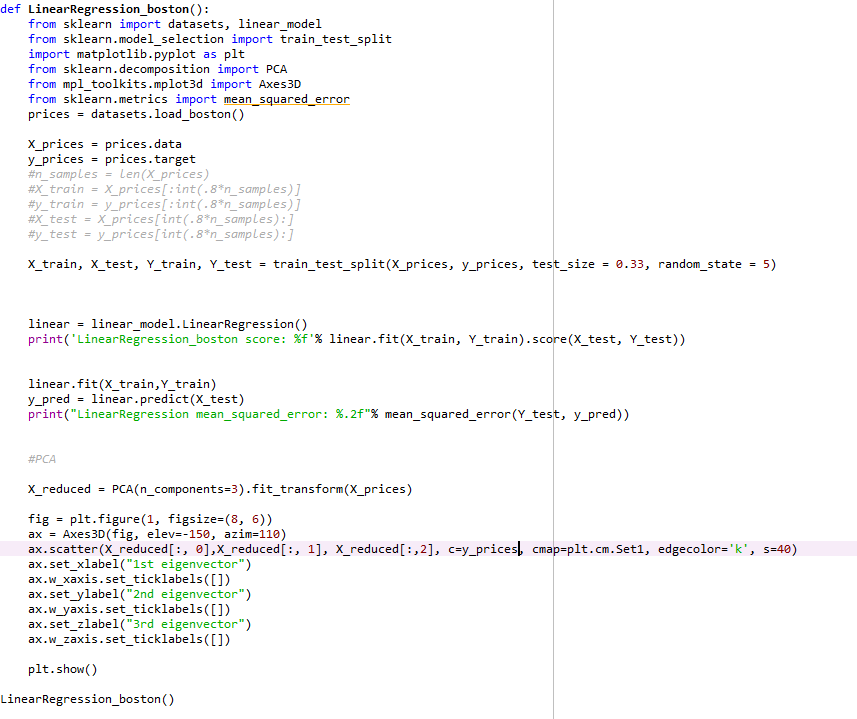 def LinearRegression_boston():
    from sklearn import datasets, linear_model
    from sklearn.model_selection import train_test_split
    import matplotlib.pyplot as plt
    from sklearn.decomposition import PCA
    from mpl_toolkits.mplot3d import Axes3D
    from sklearn.metrics import mean_squared_error
    prices = datasets.load_boston()
    X_prices = prices.data
    y_prices = prices.target
    #n_samples = len(X_prices)
    #X_train = X_prices[:int(.8*n_samples)]
    #y_train = y_prices[:int(.8*n_samples)]
    #X_test = X_prices[int(.8*n_samples):]
    #y_test = y_prices[int(.8*n_samples):]
    X_train, X_test, Y_train, Y_test = train_test_split(X_prices, y_prices, test_size = 0.33, random_state = 5)
    linear = linear_model.LinearRegression()
    print('LinearRegression_boston score: %f'% linear.fit(X_train, Y_train).score(X_test, Y_test))
    linear.fit(X_train,Y_train)
    y_pred = linear.predict(X_test)
    print("LinearRegression mean_squared_error: %.2f"% mean_squared_error(Y_test, y_pred))
    #PCA
    X_reduced = PCA(n_components=3).fit_transform(X_prices)
    fig = plt.figure(1, figsize=(8, 6))
    ax = Axes3D(fig, elev=-150, azim=110)
    ax.scatter(X_reduced[:, 0],X_reduced[:, 1], X_reduced[:,2], c=y_prices, cmap=plt.cm.Set1, edgecolor='k', s=40)
    ax.set_xlabel("1st eigenvector")
    ax.w_xaxis.set_ticklabels([])
    ax.set_ylabel("2nd eigenvector")
    ax.w_yaxis.set_ticklabels([])
    ax.set_zlabel("3rd eigenvector")
    ax.w_zaxis.set_ticklabels([])
    plt.show()
LinearRegression_boston()